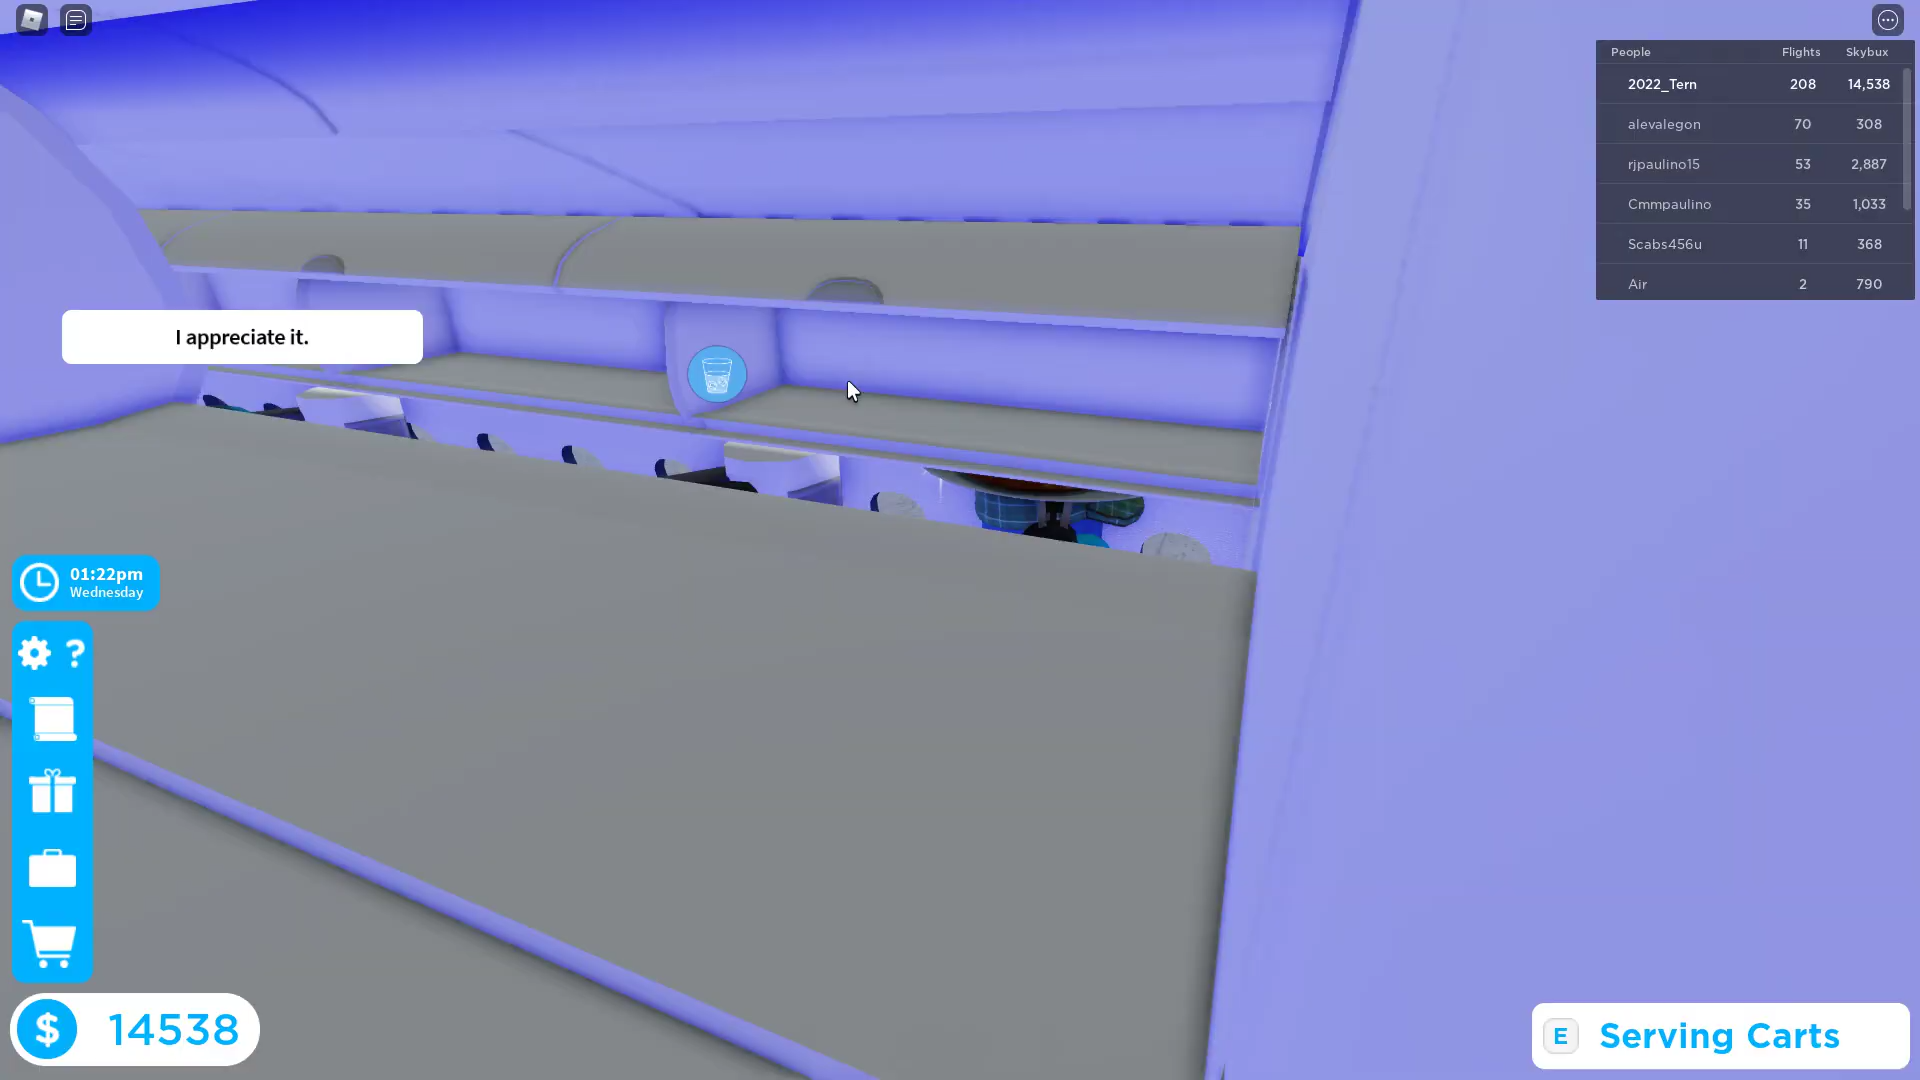 People Flights Skybux
2022_Tern 208 14,538
alevalegon 70 308
rjpaulino15 53 2,887
Cmmpaulino 35 1,033
Scabs456u 11 368
Air 2 790
I appreciate it.
01:22pm
Wednesday
?
$ 14538
E Serving Carts